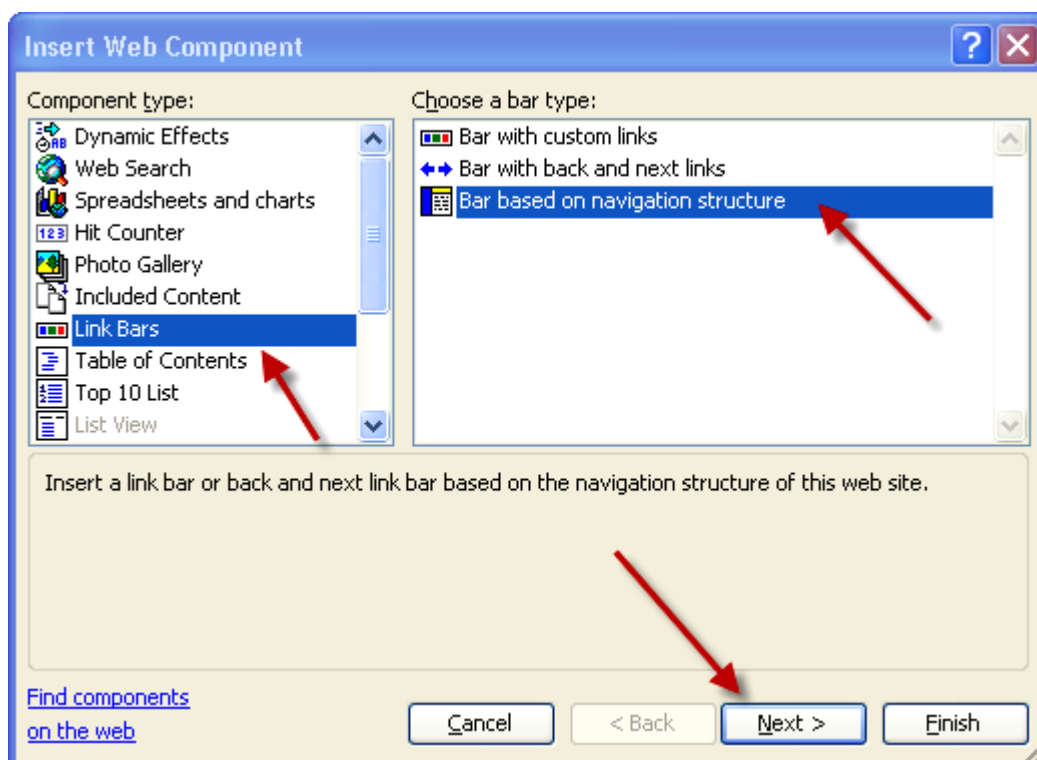 Insert Web Component
Component type:
Dynamic Effects
Web Search
Spreadsheets and charts
Hit Counter
Photo Gallery
Included Content
Link Bars
Table of Contents
Top 10 List
List View
Choose a bar type:
Bar with custom links
Bar with back and next links
Bar based on navigation structure
Insert a link bar or back and next link bar based on the navigation structure of this web site.
Find components
on the web
Cancel
< Back
Next >
Finish